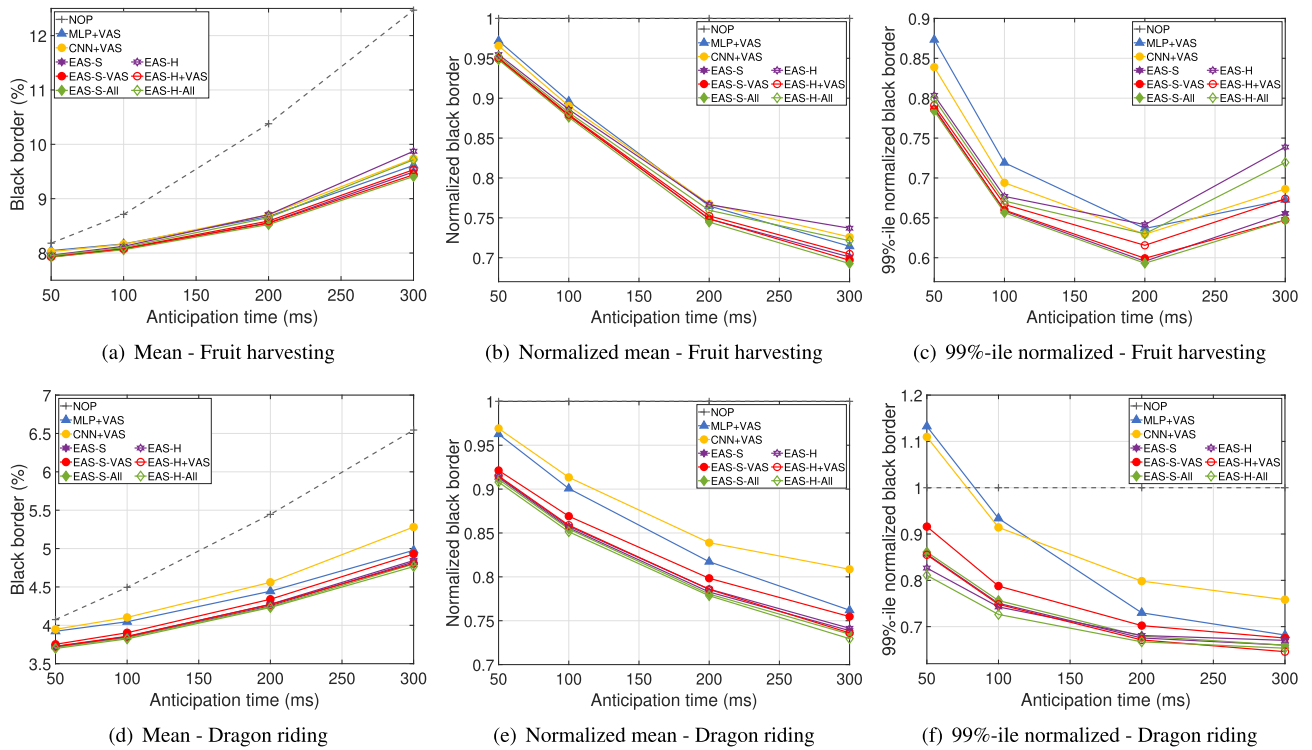 NOP
MLP+VAS
CNN+VAS
EAS-S EAS-H
EAS-S-VAS EAS-H+VAS
EAS-S-All EAS-H-All
Black border (%)
12
11
10
9
8
50 100 150 200 250 300
Anticipation time (ms)
(a) Mean - Fruit harvesting
NOP
MLP+VAS
CNN+VAS
EAS-S EAS-H
EAS-S-VAS EAS-H+VAS
EAS-S-All EAS-H-All
Normalized black border
1
0.95
0.9
0.85
0.8
0.75
0.7
50 100 150 200 250 300
Anticipation time (ms)
(b) Normalized mean - Fruit harvesting
NOP
MLP+VAS
CNN+VAS
EAS-S EAS-H
EAS-S-VAS EAS-H+VAS
EAS-S-All EAS-H-All
99%-ile normalized black border
0.9
0.85
0.8
0.75
0.7
0.65
0.6
50 100 150 200 250 300
Anticipation time (ms)
(c) 99%-ile normalized - Fruit harvesting
NOP
MLP+VAS
CNN+VAS
EAS-S EAS-H
EAS-S-VAS EAS-H+VAS
EAS-S-All EAS-H-All
Black border (%)
7
6.5
6
5.5
5
4.5
4
3.5
50 100 150 200 250 300
Anticipation time (ms)
(d) Mean - Dragon riding
NOP
MLP+VAS
CNN+VAS
EAS-S EAS-H
EAS-S-VAS EAS-H+VAS
EAS-S-All EAS-H-All
Normalized black border
1
0.95
0.9
0.85
0.8
0.75
0.7
50 100 150 200 250 300
Anticipation time (ms)
(e) Normalized mean - Dragon riding
NOP
MLP+VAS
CNN+VAS
EAS-S EAS-H
EAS-S-VAS EAS-H+VAS
EAS-S-All EAS-H-All
99%-ile normalized black border
1.2
1.1
1
0.9
0.8
0.7
50 100 150 200 250 300
Anticipation time (ms)
(f) 99%-ile normalized - Dragon riding